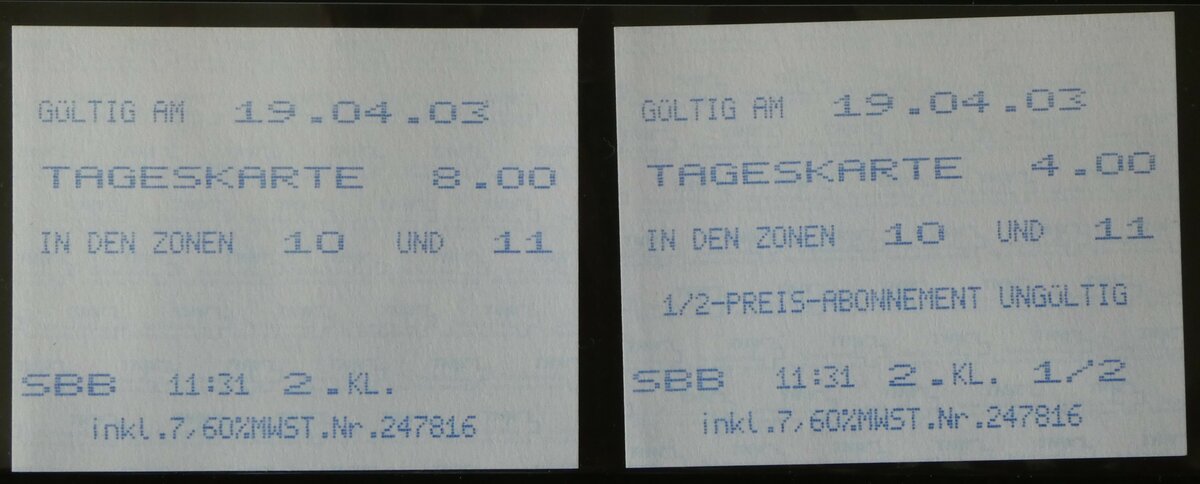 GÜLTIG AM 19.04.03
TAGESKARTE 8.00
IN DEN ZONEN 10 UND 11
SBB 11:31 2.KL.
inkl.7,60%MWST.Nr.247816
GÜLTIG AM 19.04.03
TAGESKARTE 4.00
IN DEN ZONEN 10 UND 11
1/2-PREIS-ABONNEMENT UNGÜLTIG
SBB 11:31 2.KL. 1/2
inkl.7,60%MWST.Nr.247816